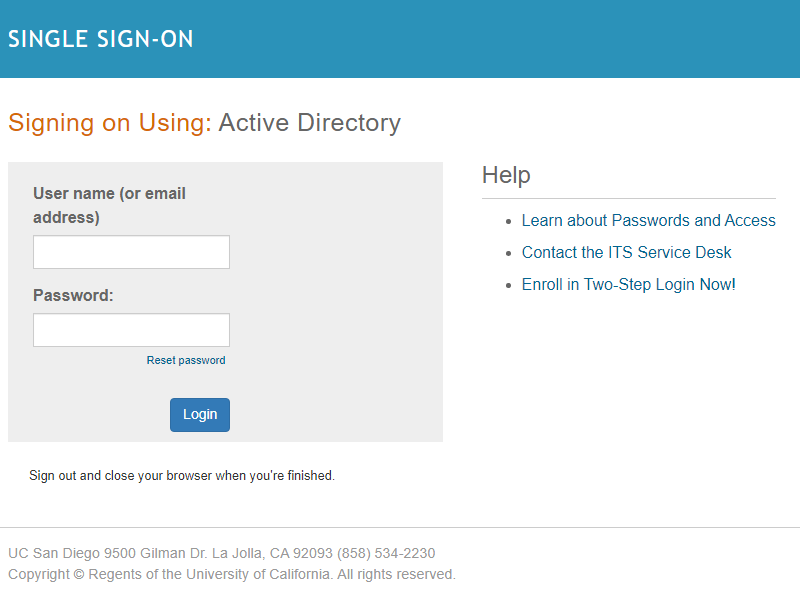 SINGLE SIGN-ON
Signing on Using: Active Directory
User name (or email
address)
Password:
Reset password
Login
Help
Learn about Passwords and Access
Contact the ITS Service Desk
Enroll in Two-Step Login Now!
Sign out and close your browser when you're finished.
UC San Diego 9500 Gilman Dr. La Jolla, CA 92093 (858) 534-2230
Copyright © Regents of the University of California. All rights reserved.